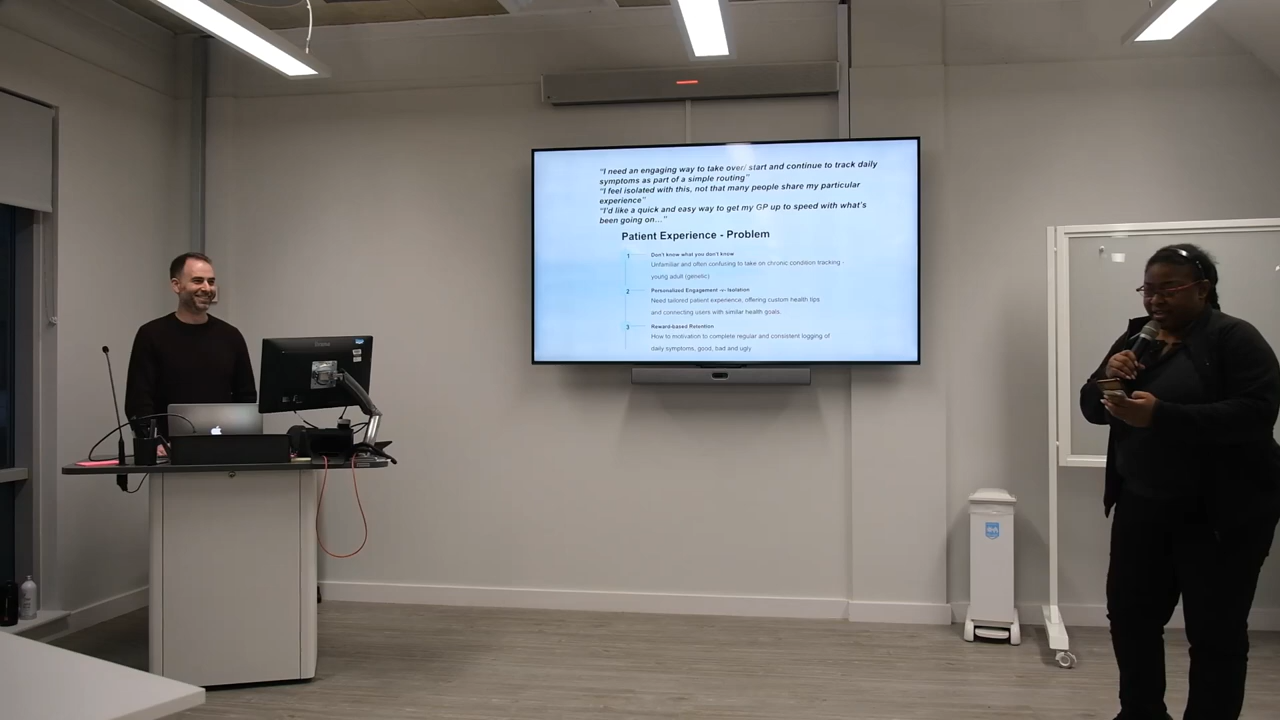 "I need an engaging way to take over/ start and continue to track daily
symptoms as part of a simple routing"
"I feel isolated with this, not that many people share my particular
experience"
"I'd like a quick and easy way to get my GP up to speed with what's
been going on…"
Patient Experience - Problem
1 Don't know what you don't know
Unfamiliar and often confusing to take on chronic condition tracking -
young adult (genetic)
2 Personalized Engagement -> Isolation
Need tailored patient experience, offering custom health tips
and connecting users with similar health goals.
3 Reward-based Retention
How to motivation to complete regular and consistent logging of
daily symptoms, good, bad and ugly